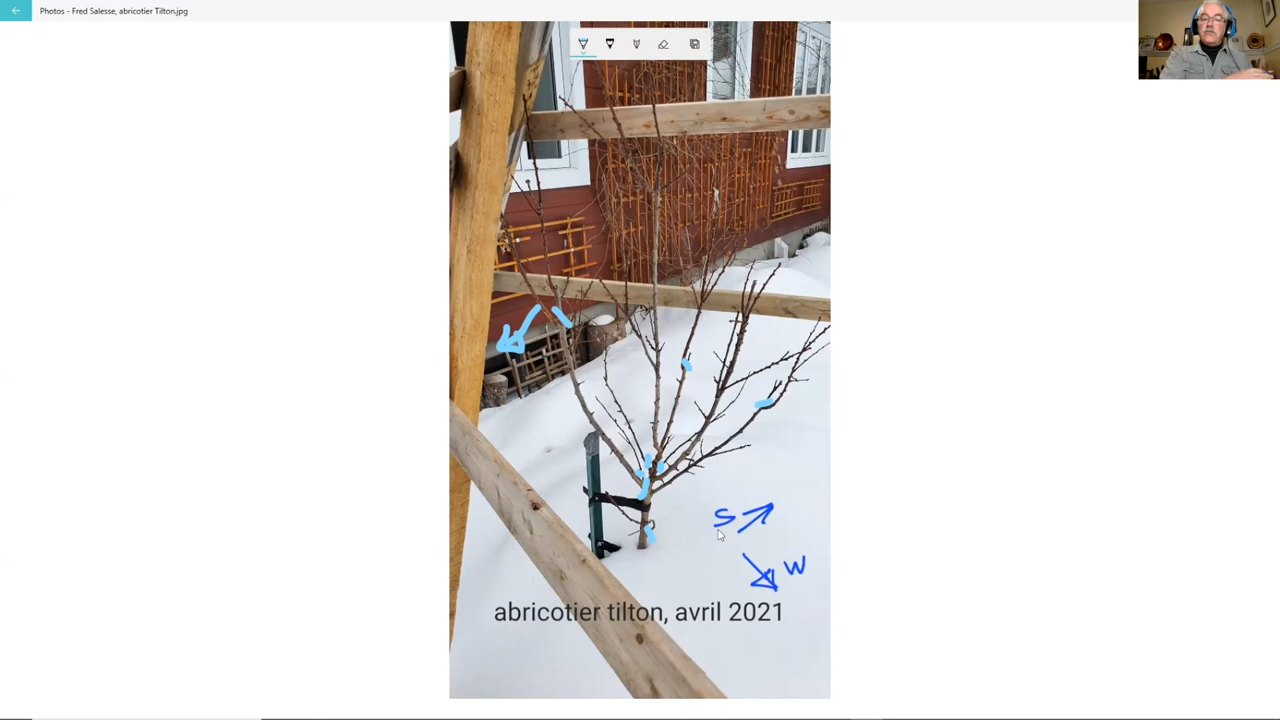 Photos - Fred Salesse, abricotier Tilton.jpg
S
W
abricotier tilton, avril 2021